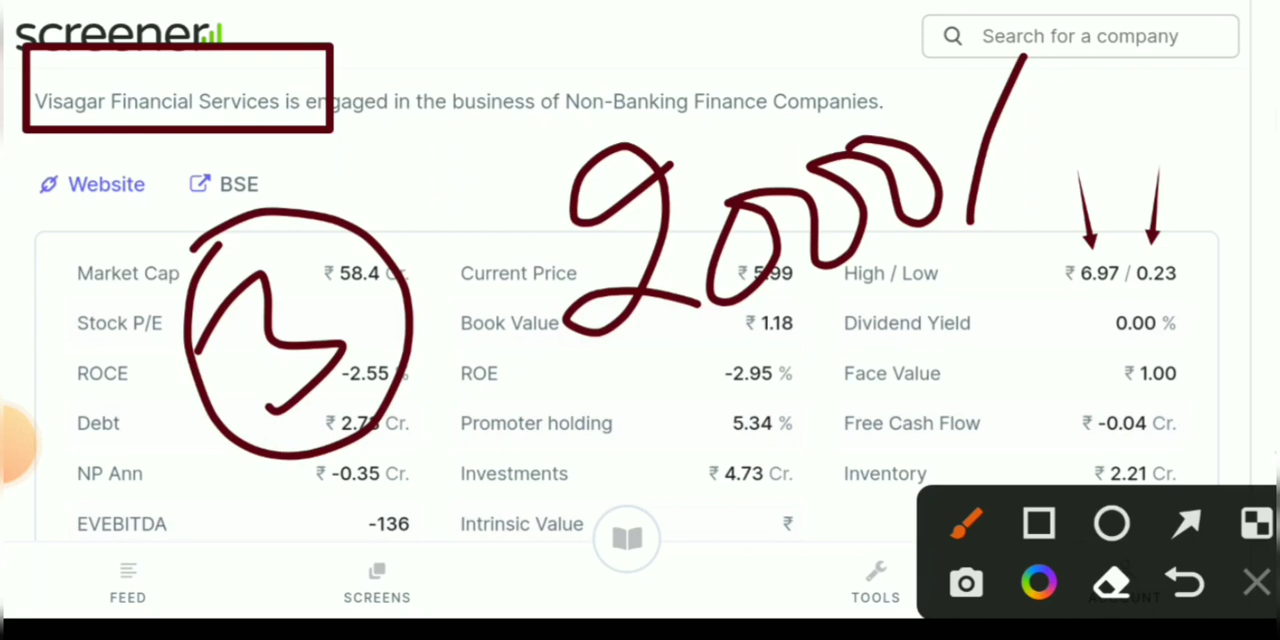 screener
Search for a company
Visagar Financial Services is engaged in the business of Non-Banking Finance Companies.
Website BSE
2000/
Market Cap ₹ 58.4 Cr. Current Price ₹ 5.99 High / Low ₹ 6.97 / 0.23
Stock P/E Book Value ₹ 1.18 Dividend Yield 0.00 %
ROCE -2.55 % ROE -2.95 % Face Value ₹ 1.00
Debt Cr. Promoter holding 5.34 % Free Cash Flow ₹ -0.04 Cr.
NP Ann ₹ -0.35 Cr. Investments ₹ 4.73 Cr. Inventory ₹ 2.21 Cr.
EVEBITDA -136 Intrinsic Value ₹
FEED SCREENS TOOLS